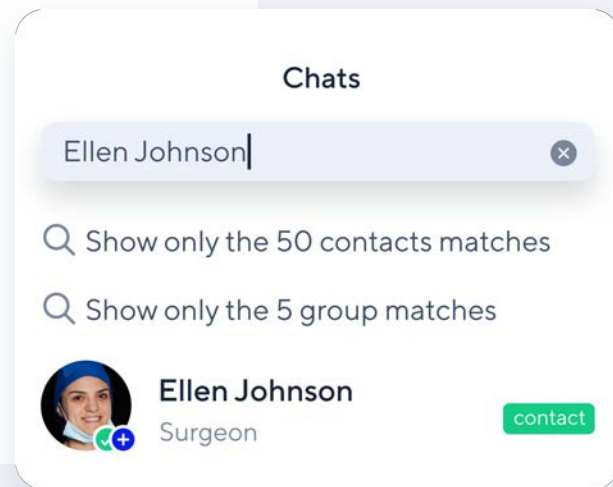 Chats
Ellen Johnson
Show only the 50 contacts matches
Show only the 5 group matches
Ellen Johnson
Surgeon
contact